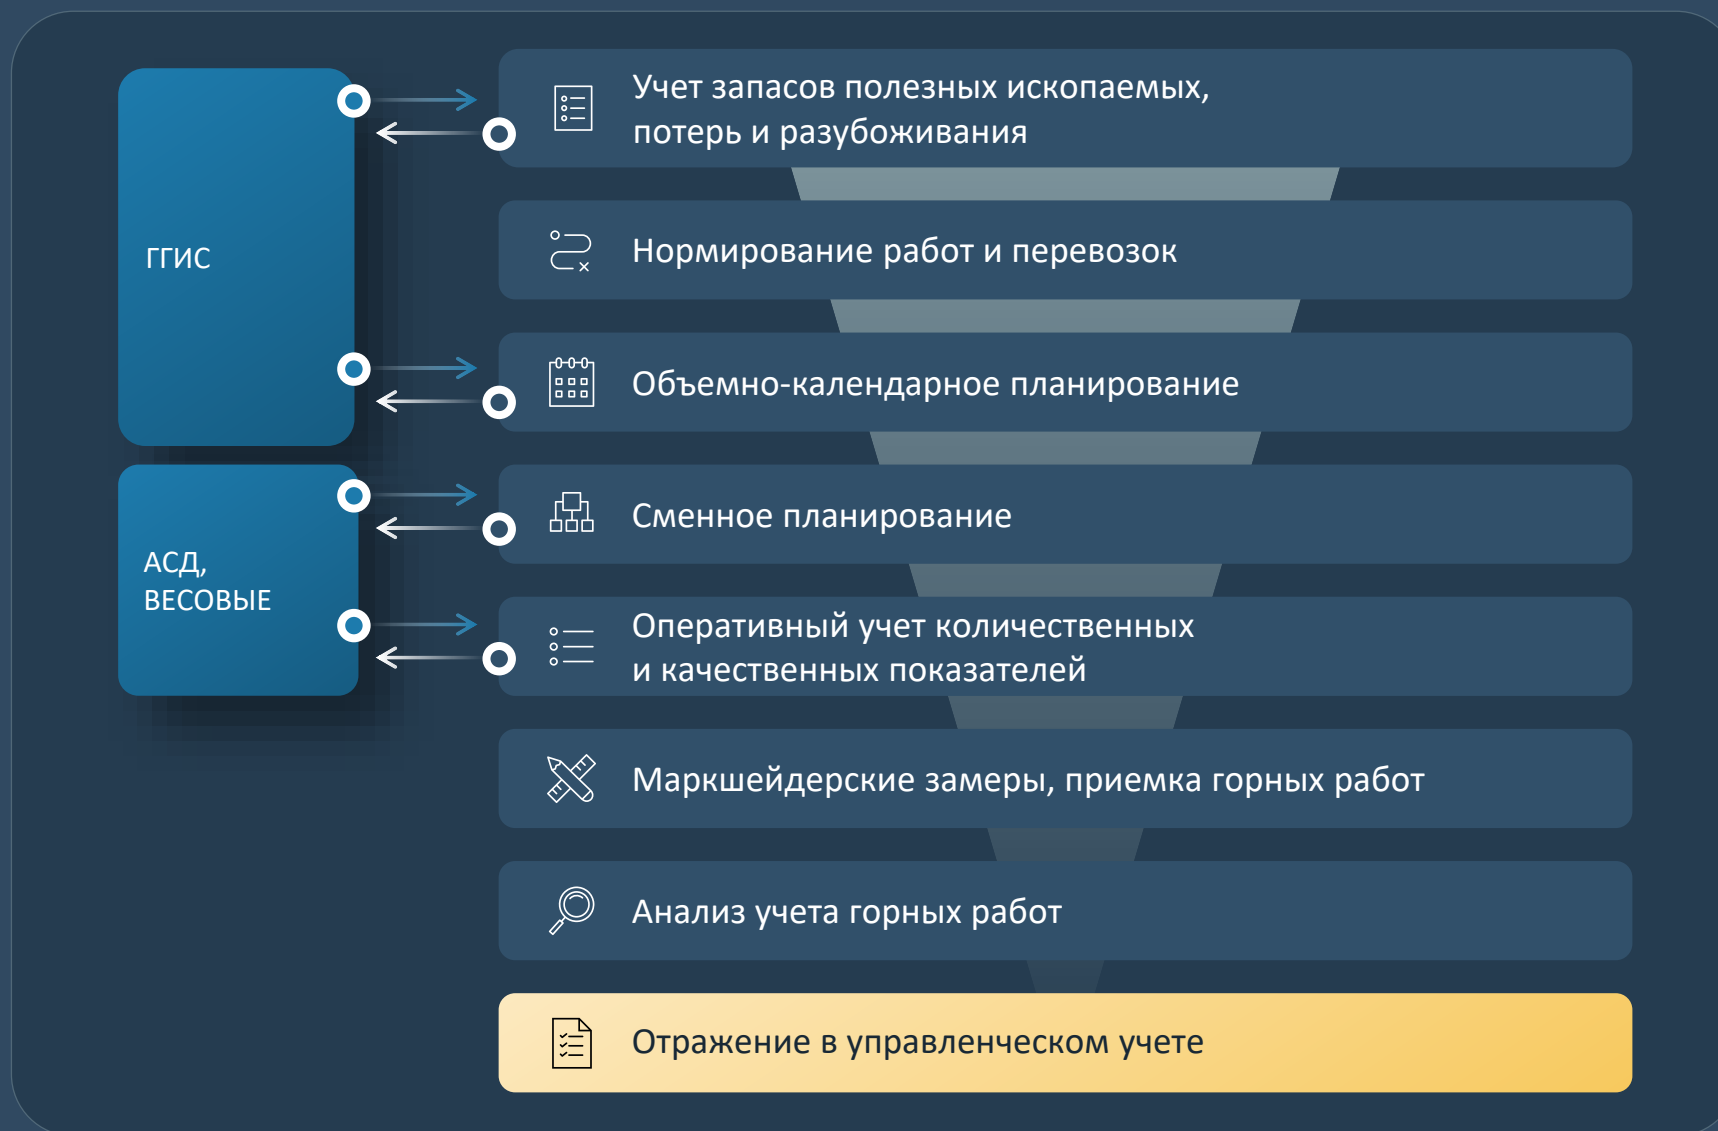 ГГИС
АСД,
ВЕСОВЫЕ
Учет запасов полезных ископаемых,
потерь и разубоживания
Нормирование работ и перевозок
Объемно-календарное планирование
Сменное планирование
Оперативный учет количественных
и качественных показателей
Маркшейдерские замеры, приемка горных работ
Анализ учета горных работ
Отражение в управленческом учете